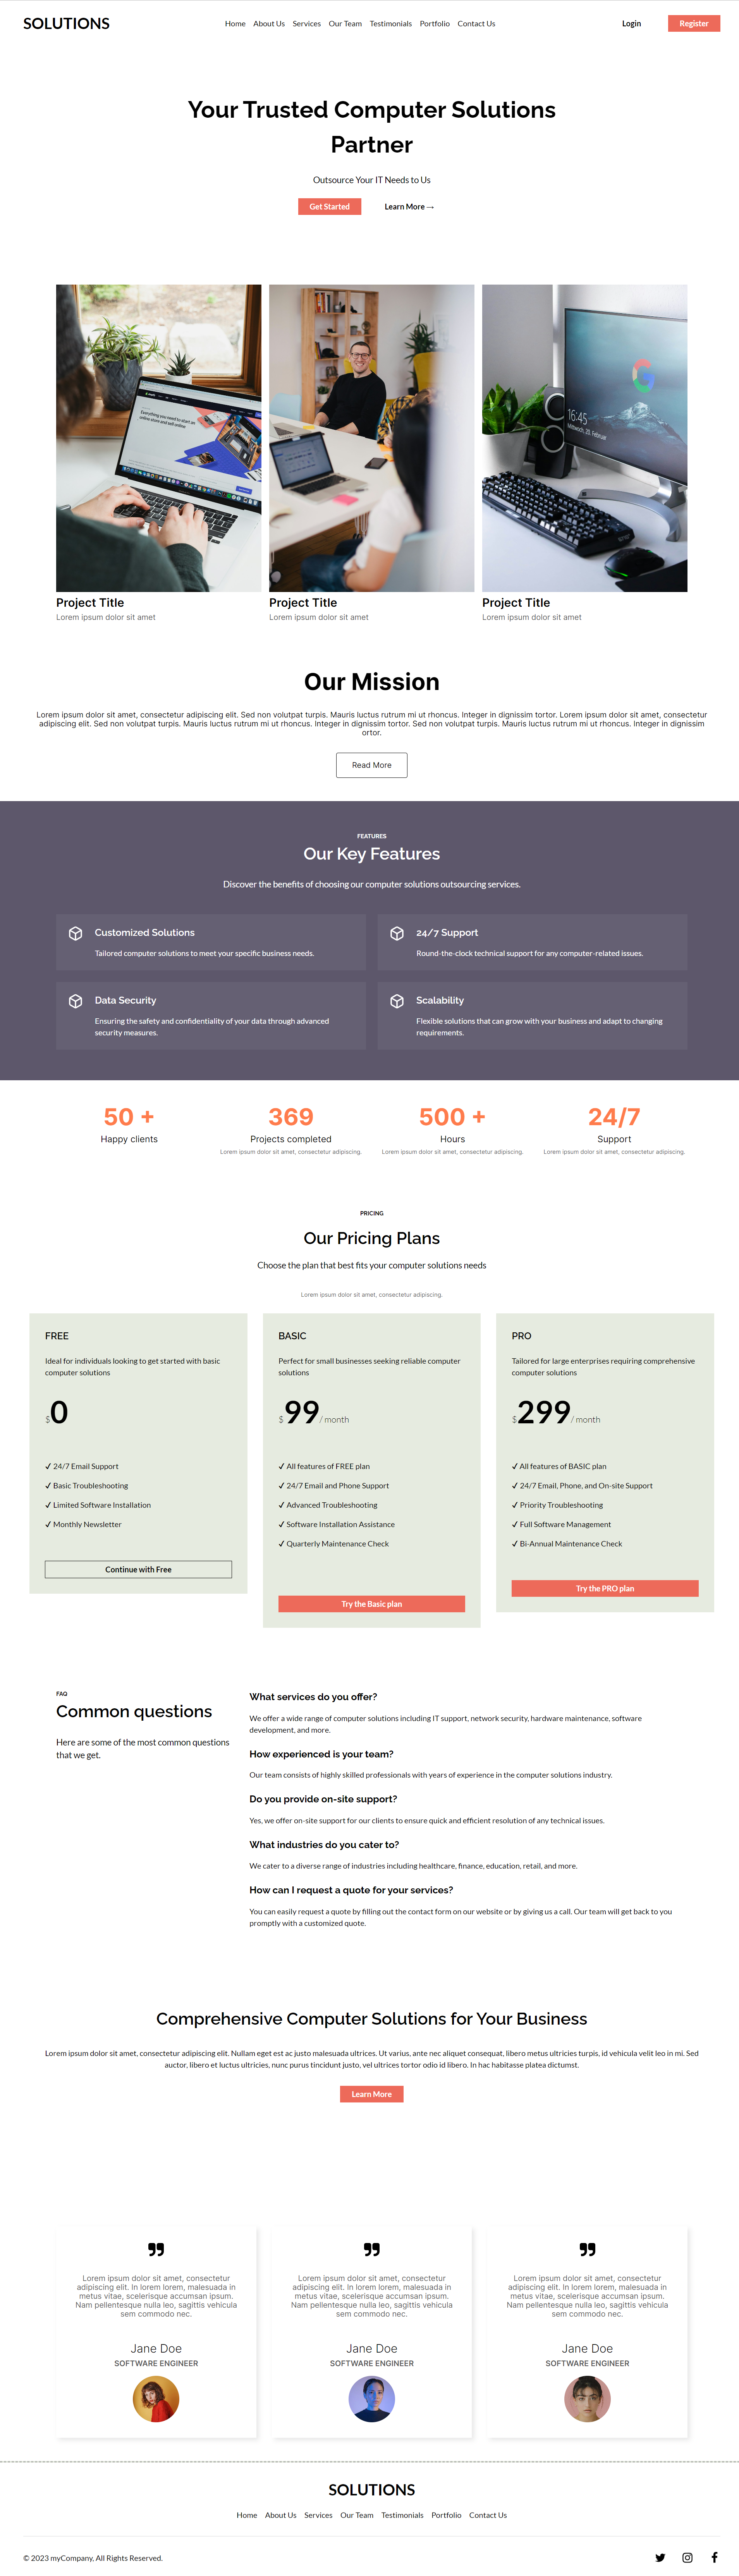 SOLUTIONS
Home About Us Services Our Team Testimonials Portfolio Contact Us
Login
Register
Your Trusted Computer Solutions
Partner
Outsource Your IT Needs to Us
Get Started
Learn More →
Everything you need to start an
online store and sell online
16:45
Mittwoch, 20. Februar
Project Title
Lorem ipsum dolor sit amet
Project Title
Lorem ipsum dolor sit amet
Project Title
Lorem ipsum dolor sit amet
Our Mission
Lorem ipsum dolor sit amet, consectetur adipiscing elit. Sed non volutpat turpis. Mauris luctus rutrum mi ut rhoncus. Integer in dignissim tortor. Lorem ipsum dolor sit amet, consectetur
adipiscing elit. Sed non volutpat turpis. Mauris luctus rutrum mi ut rhoncus. Integer in dignissim tortor. Sed non volutpat turpis. Mauris luctus rutrum mi ut rhoncus. Integer in dignissim
ortor.
Read More
FEATURES
Our Key Features
Discover the benefits of choosing our computer solutions outsourcing services.
Customized Solutions
Tailored computer solutions to meet your specific business needs.
24/7 Support
Round-the-clock technical support for any computer-related issues.
Data Security
Ensuring the safety and confidentiality of your data through advanced
security measures.
Scalability
Flexible solutions that can grow with your business and adapt to changing
requirements.
50 +
Happy clients
369
Projects completed
Lorem ipsum dolor sit amet, consectetur adipiscing.
500 +
Hours
Lorem ipsum dolor sit amet, consectetur adipiscing.
24/7
Support
Lorem ipsum dolor sit amet, consectetur adipiscing.
PRICING
Our Pricing Plans
Choose the plan that best fits your computer solutions needs
Lorem ipsum dolor sit amet, consectetur adipiscing.
FREE
Ideal for individuals looking to get started with basic
computer solutions
$0
✓ 24/7 Email Support
✓ Basic Troubleshooting
✓ Limited Software Installation
✓ Monthly Newsletter
Continue with Free
BASIC
Perfect for small businesses seeking reliable computer
solutions
$99/ month
✓ All features of FREE plan
✓ 24/7 Email and Phone Support
✓ Advanced Troubleshooting
✓ Software Installation Assistance
✓ Quarterly Maintenance Check
Try the Basic plan
PRO
Tailored for large enterprises requiring comprehensive
computer solutions
$299/ month
✓ All features of BASIC plan
✓ 24/7 Email, Phone, and On-site Support
✓ Priority Troubleshooting
✓ Full Software Management
✓ Bi-Annual Maintenance Check
Try the PRO plan
FAQ
Common questions
Here are some of the most common questions
that we get.
What services do you offer?
We offer a wide range of computer solutions including IT support, network security, hardware maintenance, software
development, and more.
How experienced is your team?
Our team consists of highly skilled professionals with years of experience in the computer solutions industry.
Do you provide on-site support?
Yes, we offer on-site support for our clients to ensure quick and efficient resolution of any technical issues.
What industries do you cater to?
We cater to a diverse range of industries including healthcare, finance, education, retail, and more.
How can I request a quote for your services?
You can easily request a quote by filling out the contact form on our website or by giving us a call. Our team will get back to you
promptly with a customized quote.
Comprehensive Computer Solutions for Your Business
Lorem ipsum dolor sit amet, consectetur adipiscing elit. Nullam eget est ac justo malesuada ultrices. Ut varius, ante nec aliquet consequat, libero metus ultricies turpis, id vehicula velit leo in mi. Sed
auctor, libero et luctus ultricies, nunc purus tincidunt justo, vel ultrices tortor odio id libero. In hac habitasse platea dictumst.
Learn More
Lorem ipsum dolor sit amet, consectetur
adipiscing elit. In lorem lorem, malesuada in
metus vitae, scelerisque accumsan ipsum.
Nam pellentesque nulla leo, sagittis vehicula
sem commodo nec.
Jane Doe
SOFTWARE ENGINEER
Lorem ipsum dolor sit amet, consectetur
adipiscing elit. In lorem lorem, malesuada in
metus vitae, scelerisque accumsan ipsum.
Nam pellentesque nulla leo, sagittis vehicula
sem commodo nec.
Jane Doe
SOFTWARE ENGINEER
Lorem ipsum dolor sit amet, consectetur
adipiscing elit. In lorem lorem, malesuada in
metus vitae, scelerisque accumsan ipsum.
Nam pellentesque nulla leo, sagittis vehicula
sem commodo nec.
Jane Doe
SOFTWARE ENGINEER
SOLUTIONS
Home About Us Services Our Team Testimonials Portfolio Contact Us
© 2023 myCompany, All Rights Reserved.